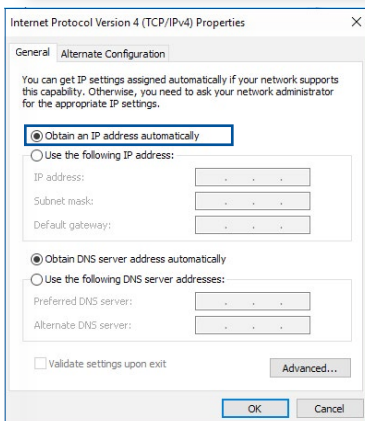 Internet Protocol Version 4 (TCP/IPv4) Properties
General
Alternate Configuration
You can get IP settings assigned automatically if your network supports
this capability. Otherwise, you need to ask your network administrator
for the appropriate IP settings.
Obtain an IP address automatically
Use the following IP address:
IP address:
Subnet mask:
Default gateway:
Obtain DNS server address automatically
Use the following DNS server addresses:
Preferred DNS server:
Alternate DNS server:
Validate settings upon exit
Advanced...
OK
Cancel